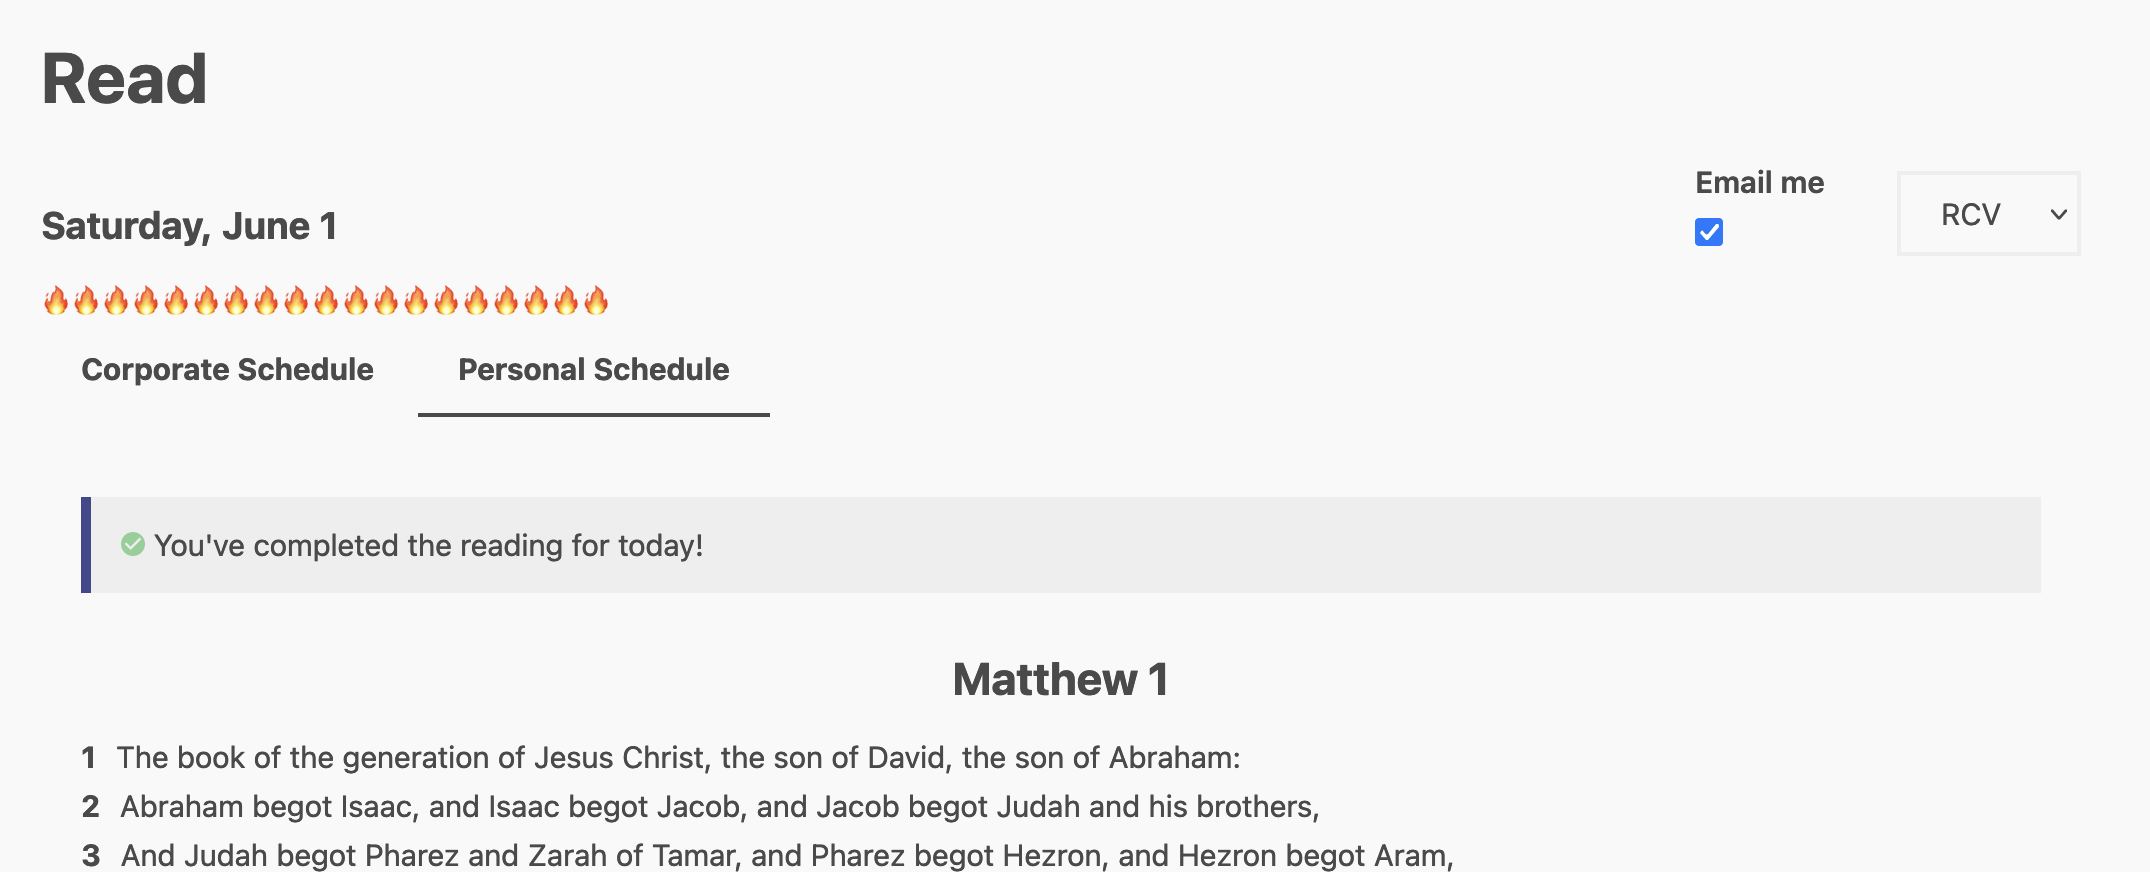 Read
Email me
RCV
Saturday, June 1
🔥🔥🔥🔥🔥🔥🔥🔥🔥🔥🔥🔥🔥🔥🔥🔥🔥🔥🔥
Corporate Schedule
Personal Schedule
You've completed the reading for today!
Matthew 1
1 The book of the generation of Jesus Christ, the son of David, the son of Abraham:
2 Abraham begot Isaac, and Isaac begot Jacob, and Jacob begot Judah and his brothers,
3 And Judah begot Pharez and Zarah of Tamar, and Pharez begot Hezron, and Hezron begot Aram,